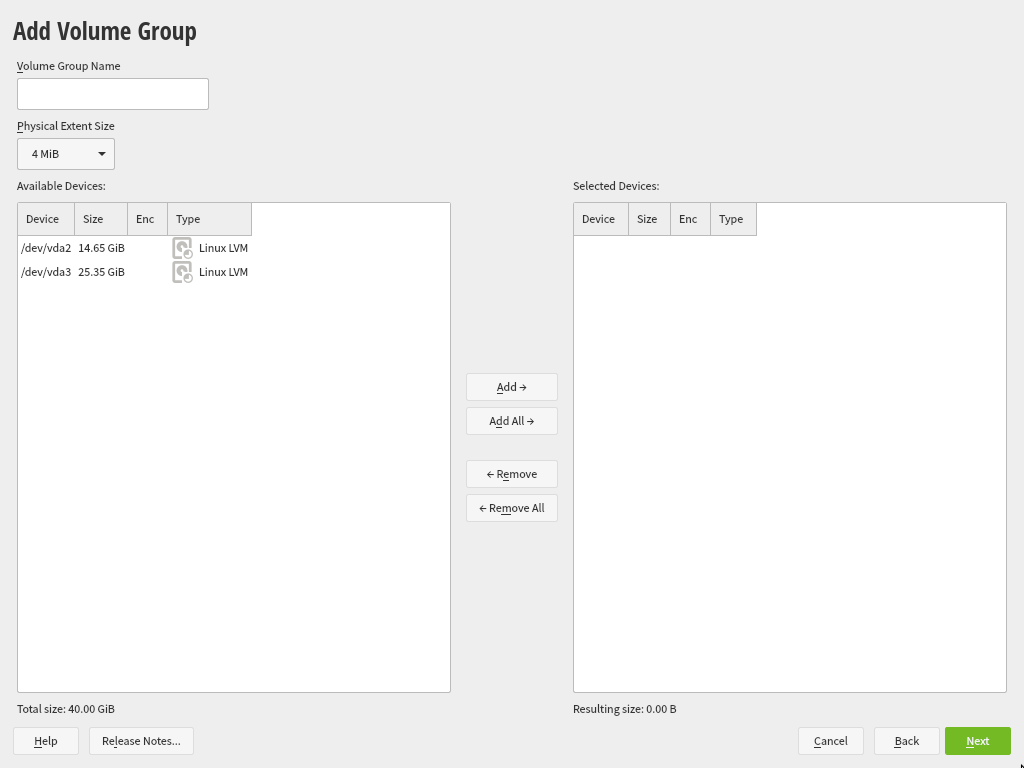 Add Volume Group
Volume Group Name
Physical Extent Size
4 MiB
Available Devices:
Device Size Enc Type
/dev/vda2 14.65 GiB Linux LVM
/dev/vda3 25.35 GiB Linux LVM
Total size: 40.00 GiB
Add →
Add All →
← Remove
← Remove All
Selected Devices:
Device Size Enc Type
Resulting size: 0.00 B
Help Release Notes... Cancel Back Next